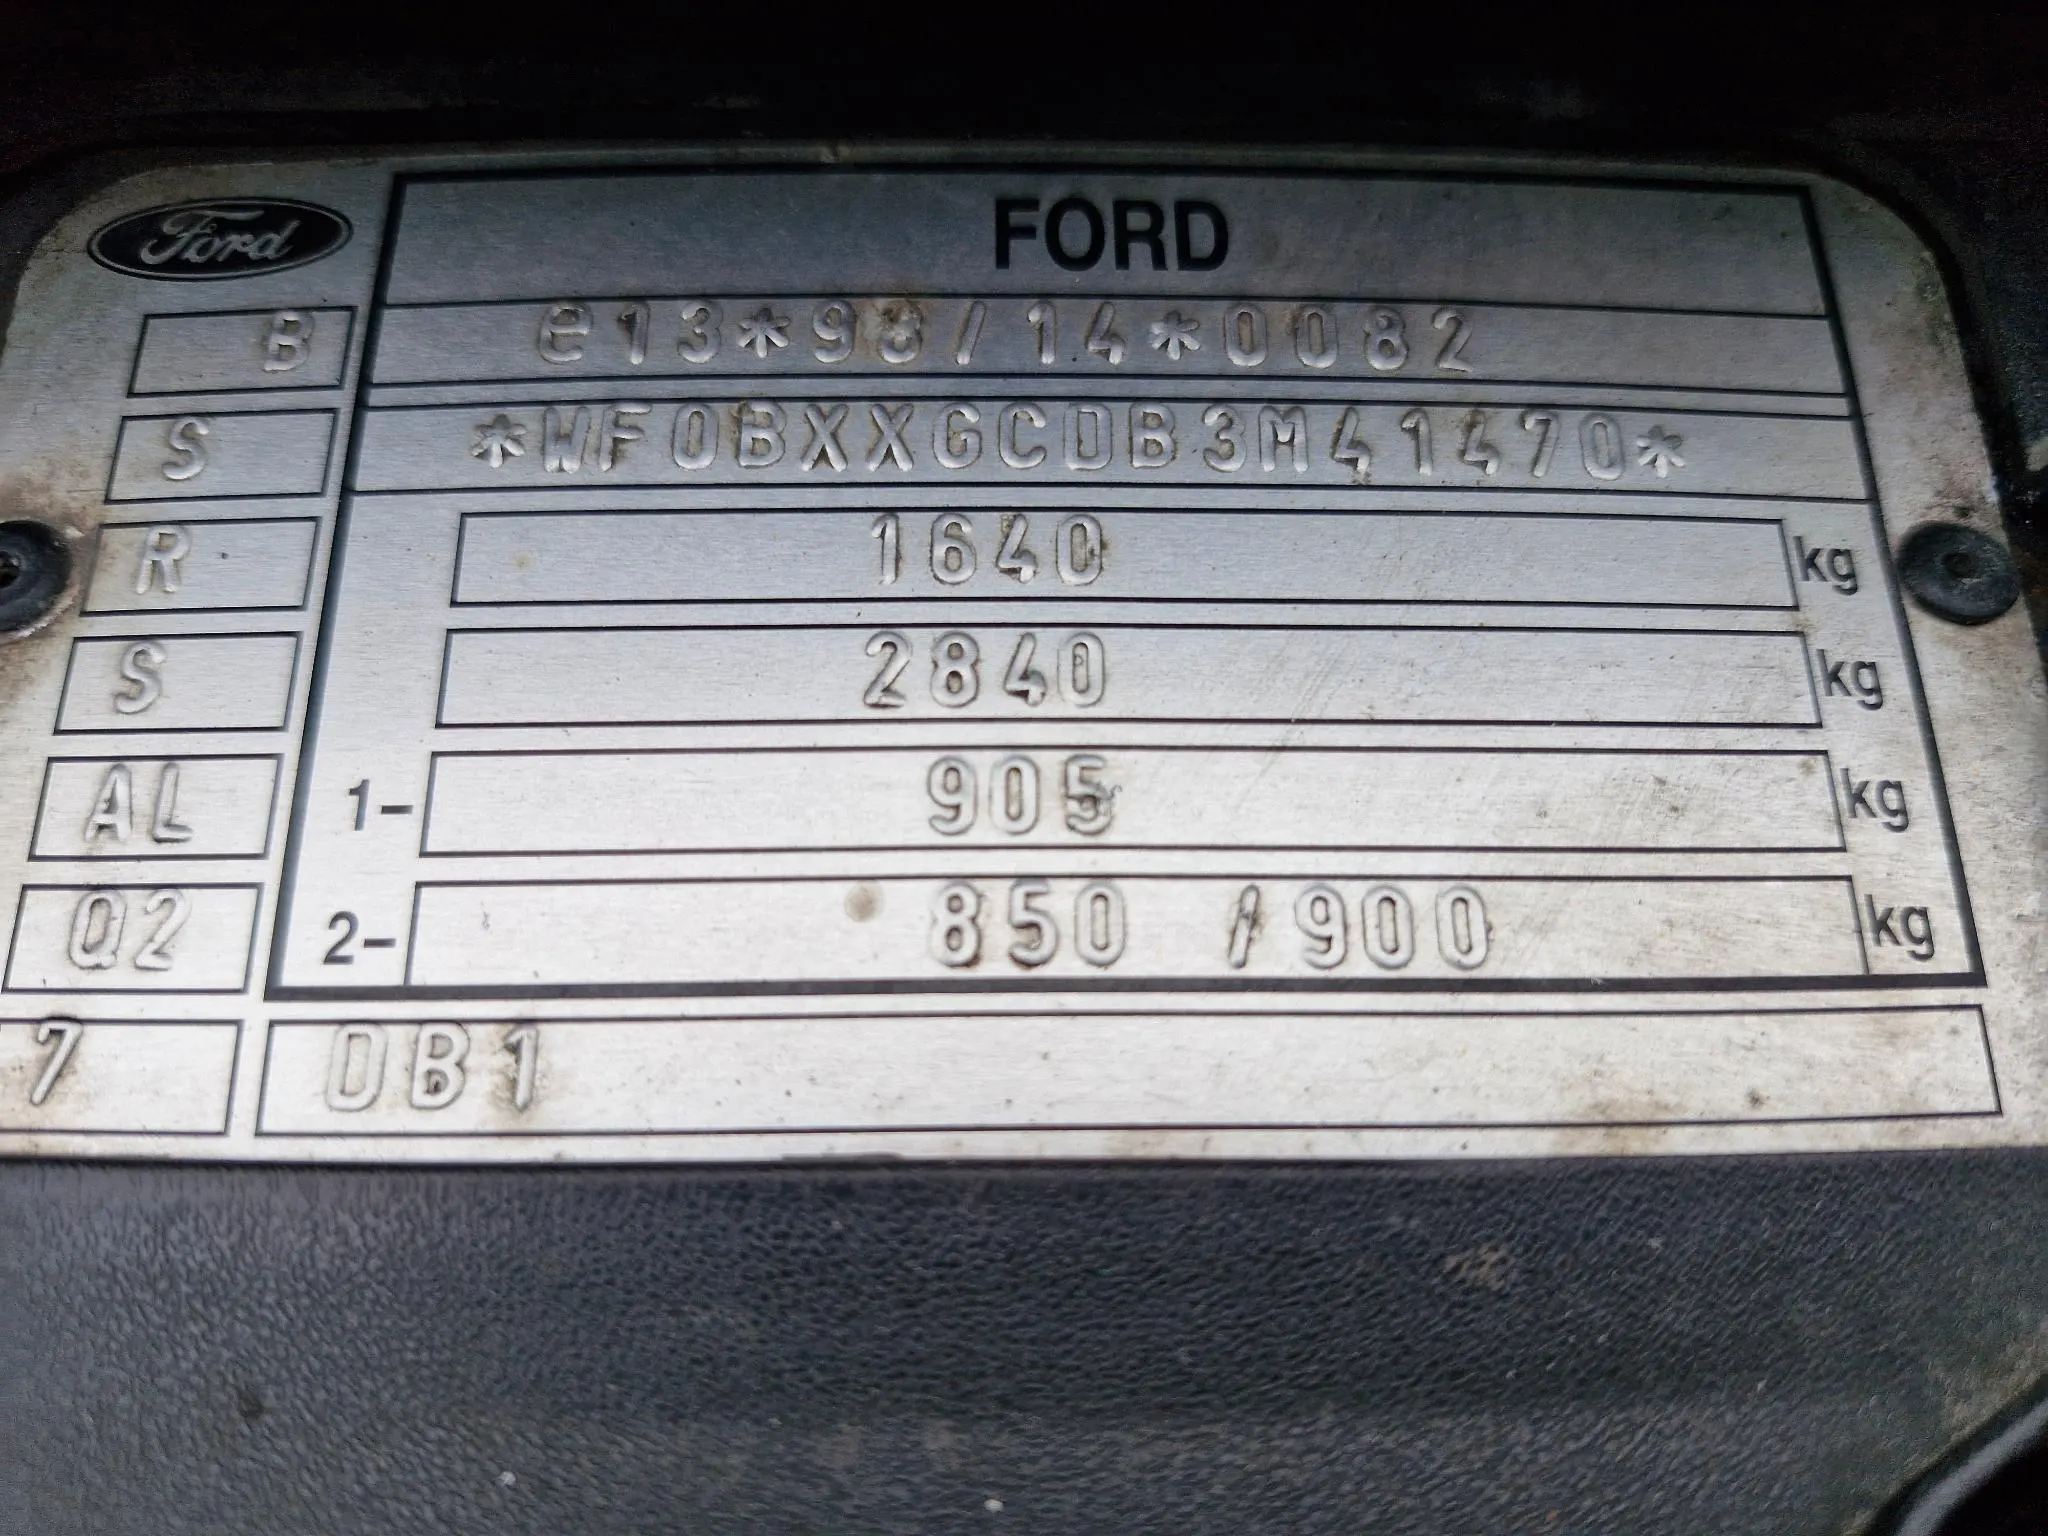 Ford FORD
B e13*98/14*0082
S *WF0BXXGCDB3M41470*
R 1640 kg
S 2840 kg
AL 1- 905 kg
Q2 2- 850 /900 kg
7 DB1